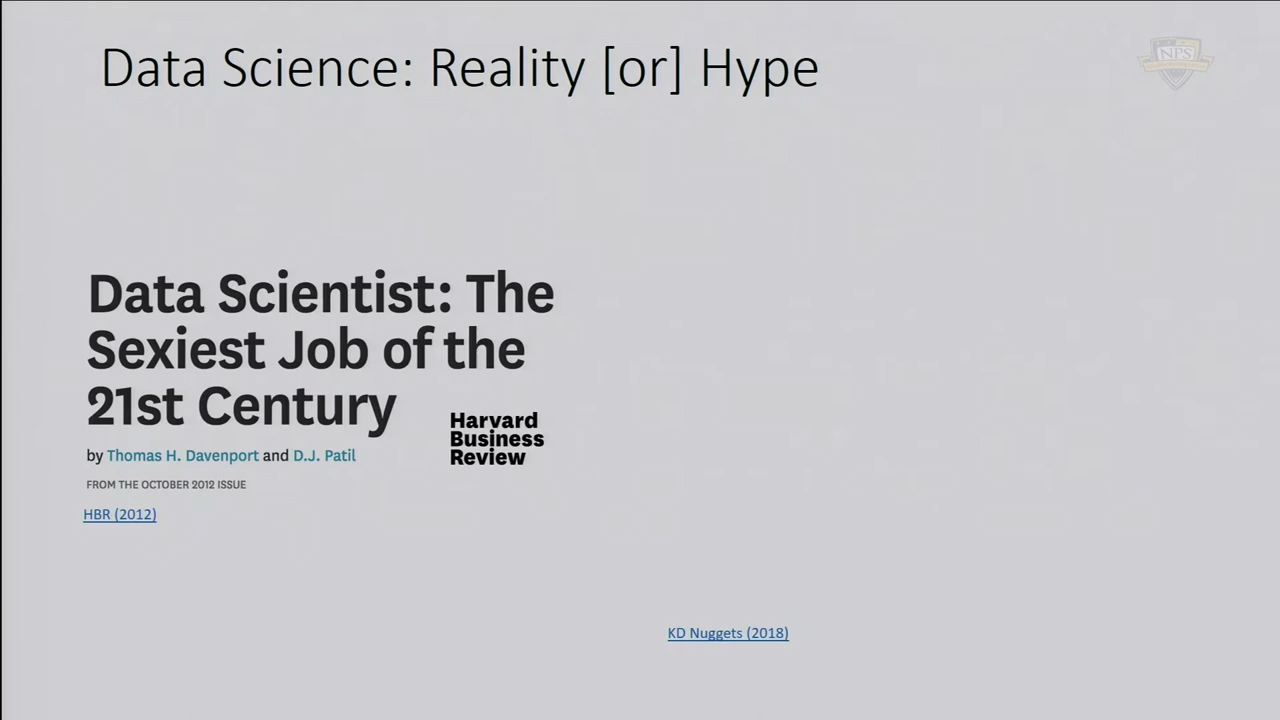 Data Science: Reality [or] Hype
NPS
Data Scientist: The
Sexiest Job of the
21st Century
Harvard
Business
Review
by Thomas H. Davenport and D.J. Patil
FROM THE OCTOBER 2012 ISSUE
HBR (2012)
KD Nuggets (2018)